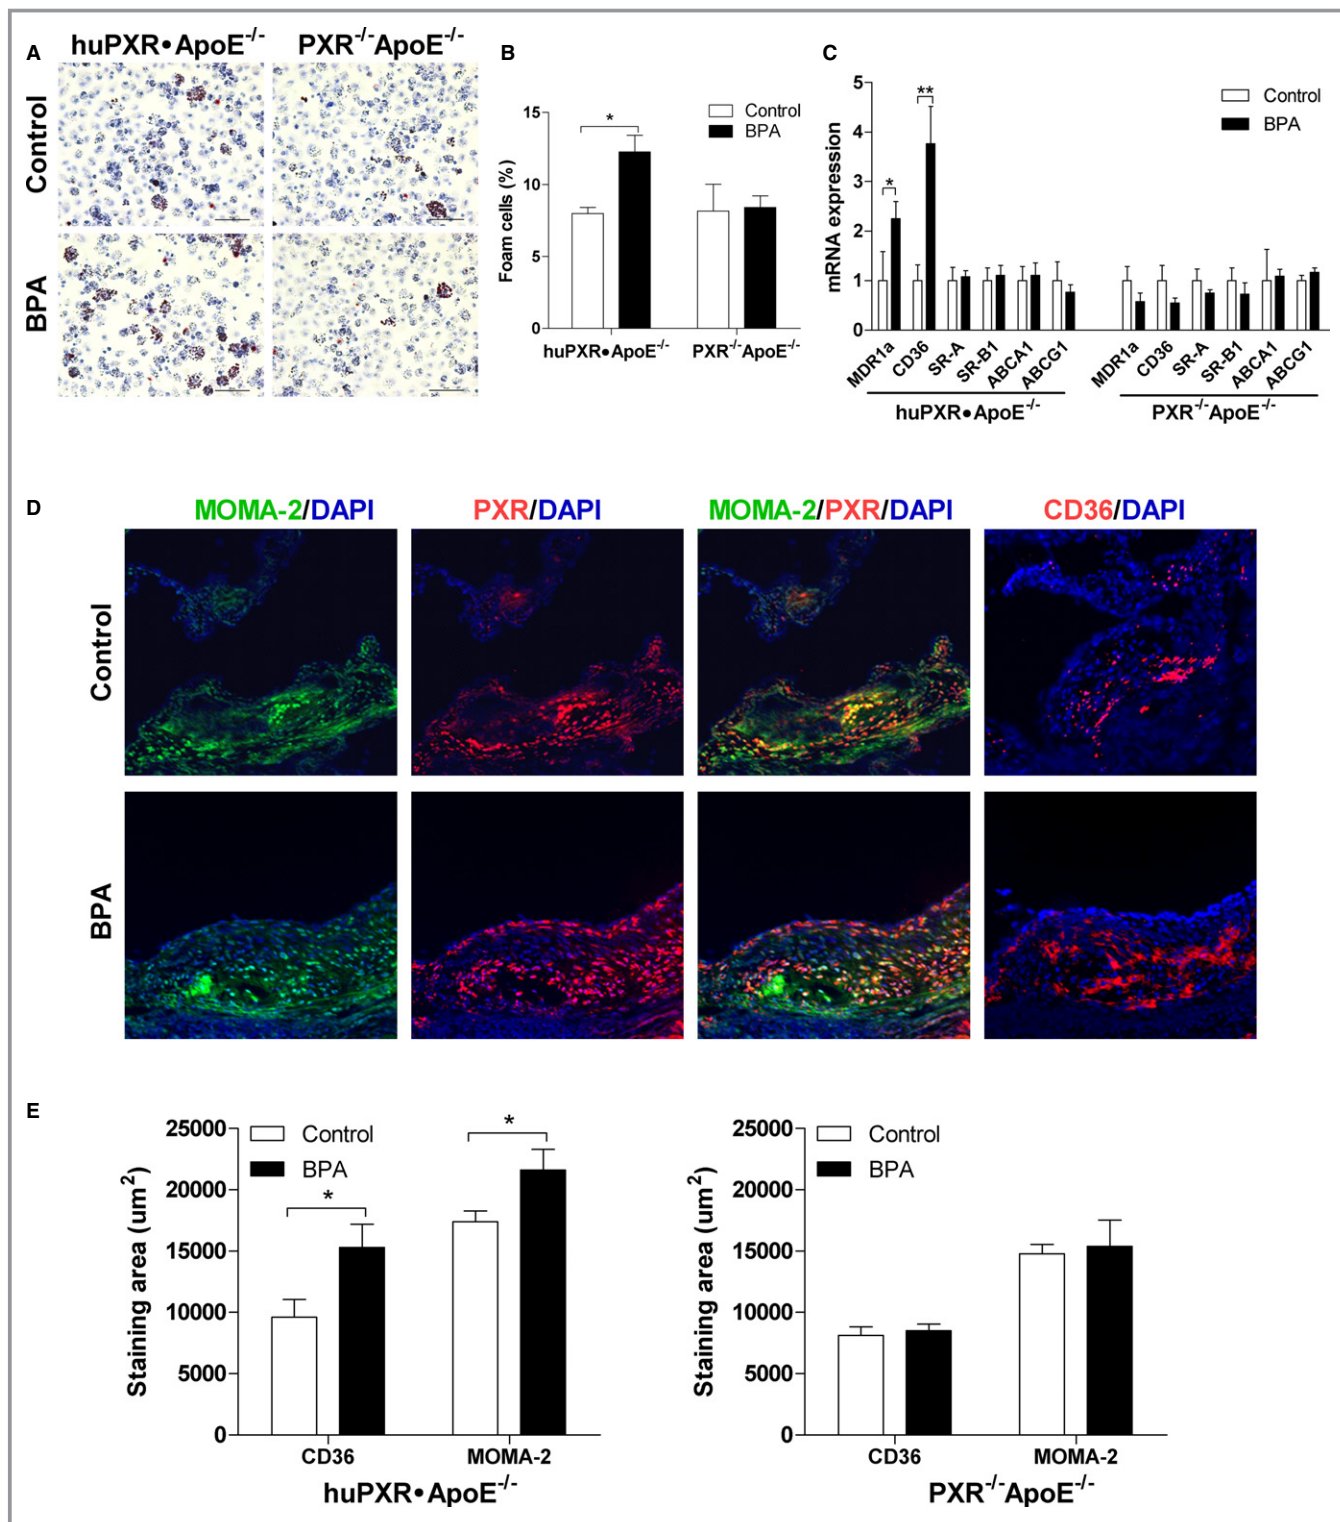 A
huPXR•ApoE-/-
PXR-/-ApoE-/-
Control
BPA
B
Foam cells (%)
15
10
5
0
*
Control
BPA
huPXR•ApoE-/-
PXR-/-ApoE-/-
C
mRNA expression
5
4
3
2
1
0
*
**
Control
BPA
MDR1a
CD36
SR-A
SR-B1
ABCA1
ABCG1
MDR1a
CD36
SR-A
SR-B1
ABCA1
ABCG1
huPXR•ApoE-/-
PXR-/-ApoE-/-
D
MOMA-2/DAPI
PXR/DAPI
MOMA-2/PXR/DAPI
CD36/DAPI
Control
BPA
E
Staining area (um2)
25000
20000
15000
10000
5000
0
Control
BPA
*
*
CD36
MOMA-2
huPXR•ApoE-/-
Staining area (um2)
25000
20000
15000
10000
5000
0
Control
BPA
CD36
MOMA-2
PXR-/-ApoE-/-